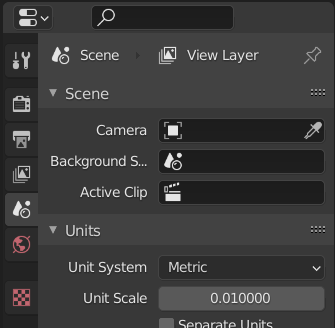 Scene View Layer
Scene
Camera
Background S...
Active Clip
Units
Unit System Metric
Unit Scale 0.010000
Separate Units